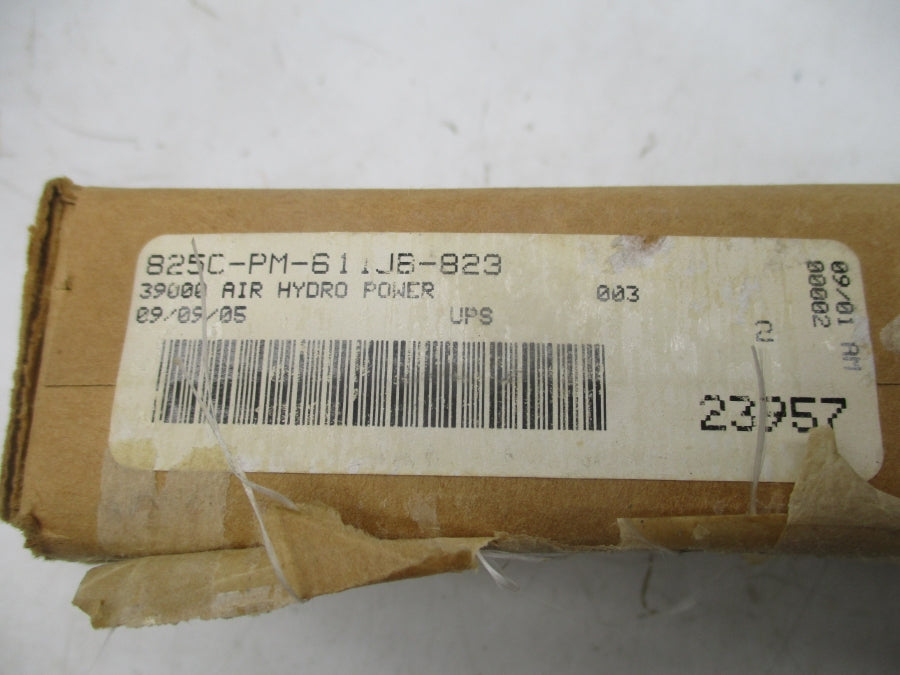 825C-PM-611JB-823
39000 AIR HYDRO POWER 003
09/09/05 UPS
2
23957
09/01 AM
00002